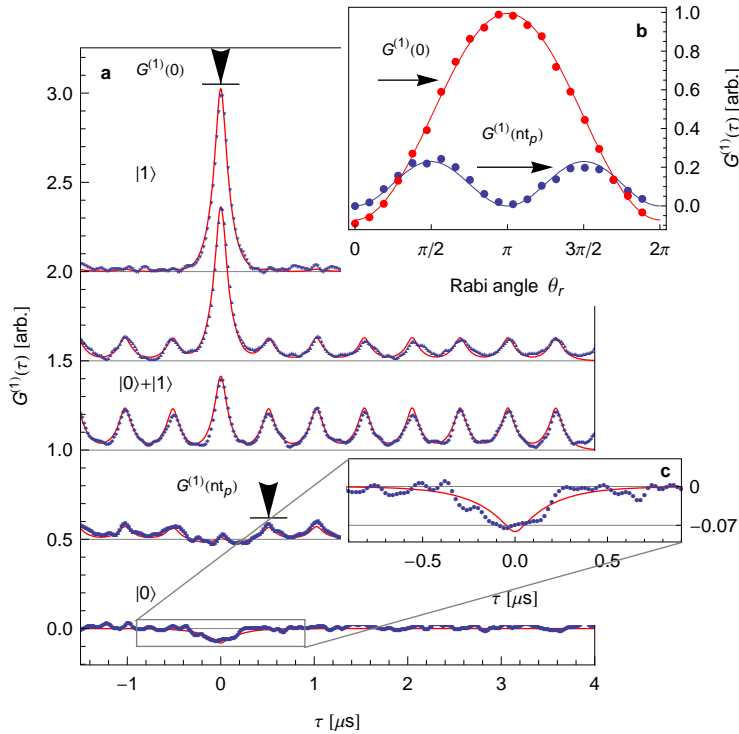 a
G⁽¹⁾(0)
|1⟩
|0⟩+|1⟩
G⁽¹⁾(ntₚ)
|0⟩
3.0
2.5
2.0
1.5
1.0
0.5
0.0
G⁽¹⁾(τ) [arb.]
−1 0 1 2 3 4
τ [μs]
b
G⁽¹⁾(0)
G⁽¹⁾(ntₚ)
1.0
0.8
0.6
0.4
0.2
0.0
G⁽¹⁾(τ) [arb.]
0 π/2 π 3π/2 2π
Rabi angle θᵣ
c
0
−0.07
−0.5 0.0 0.5
τ [μs]